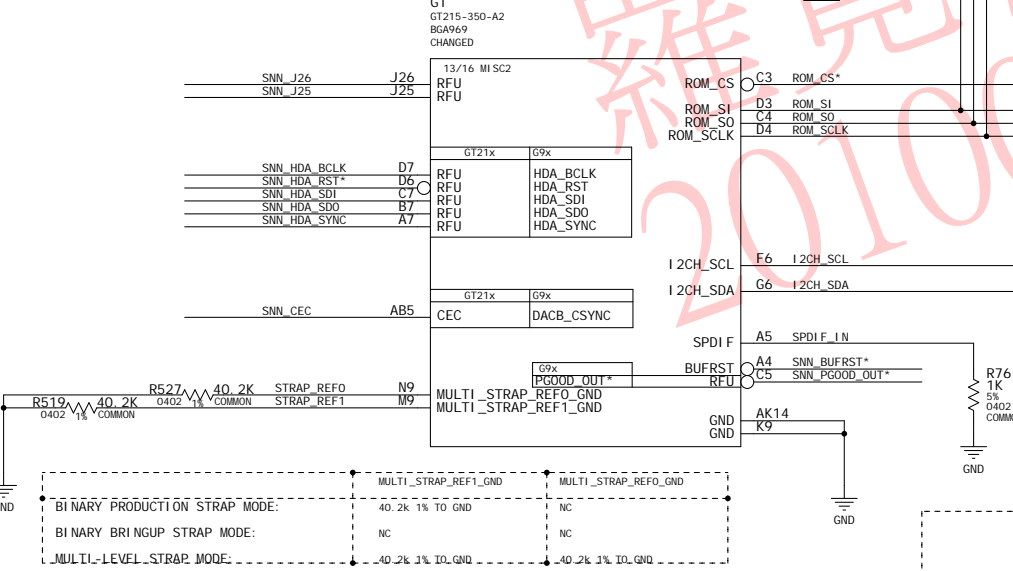 G1
GT215-350-A2
BGA969
CHANGED
13/16 MISC2
SNN_J26 J26 RFU
SNN_J25 J25 RFU
ROM_CS C3 ROM_CS*
ROM_SI D3 ROM_SI
ROM_SO C4 ROM_SO
ROM_SCLK D4 ROM_SCLK
GT21x G9x
SNN_HDA_BCLK D7 RFU HDA_BCLK
SNN_HDA_RST* D6 RFU HDA_RST
SNN_HDA_SDI C7 RFU HDA_SDI
SNN_HDA_SDO B7 RFU HDA_SDO
SNN_HDA_SYNC A7 RFU HDA_SYNC
I2CH_SCL F6 I2CH_SCL
I2CH_SDA G6 I2CH_SDA
GT21x G9x
SNN_CEC AB5 CEC DACB_CSYNC
SPDIF A5 SPDIF_IN
G9x
BUFRST A4 SNN_BUFRST*
PGOOD_OUT* RFU C5 SNN_PGOOD_OUT*
R527 40.2K STRAP_REF0 N9 MULTI_STRAP_REF0_GND
0402 1% COMMON
R519 40.2K STRAP_REF1 M9 MULTI_STRAP_REF1_GND
0402 1% COMMON
R76
1K
5%
0402
GND AK14
GND K9
GND
GND
MULTI_STRAP_REF1_GND MULTI_STRAP_REF0_GND
BINARY PRODUCTION STRAP MODE: 40.2k 1% TO GND NC
BINARY BRINGUP STRAP MODE: NC NC
MULTI-LEVEL STRAP MODE: 40.2k 1% TO GND 40.2k 1% TO GND
羅
20100